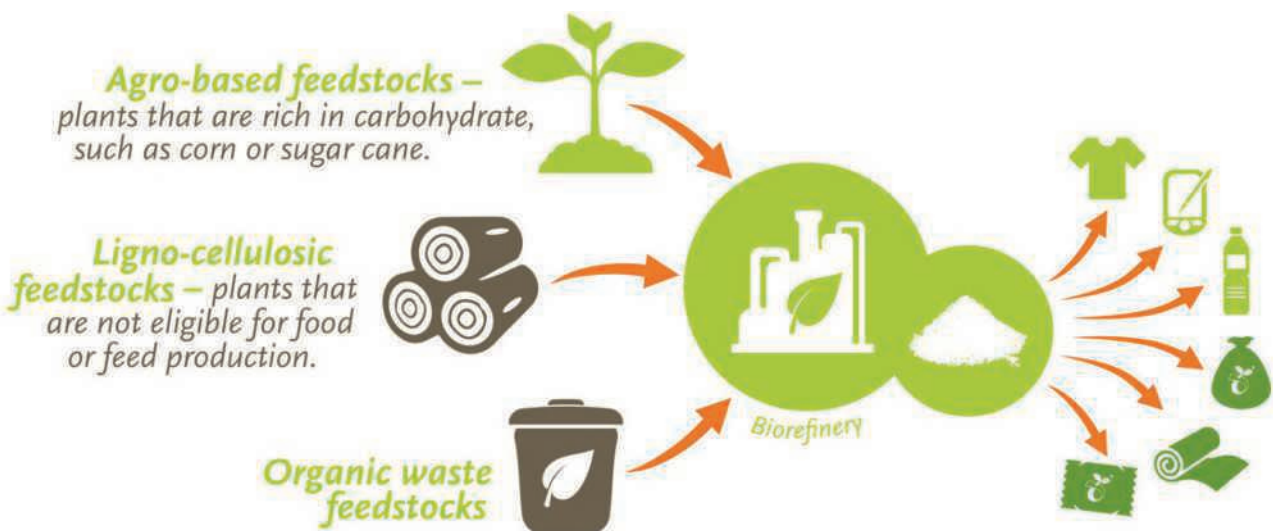 Agro-based feedstocks –
plants that are rich in carbohydrate,
such as corn or sugar cane.
Ligno-cellulosic
feedstocks – plants that
are not eligible for food
or feed production.
Organic waste
feedstocks
Biorefinery